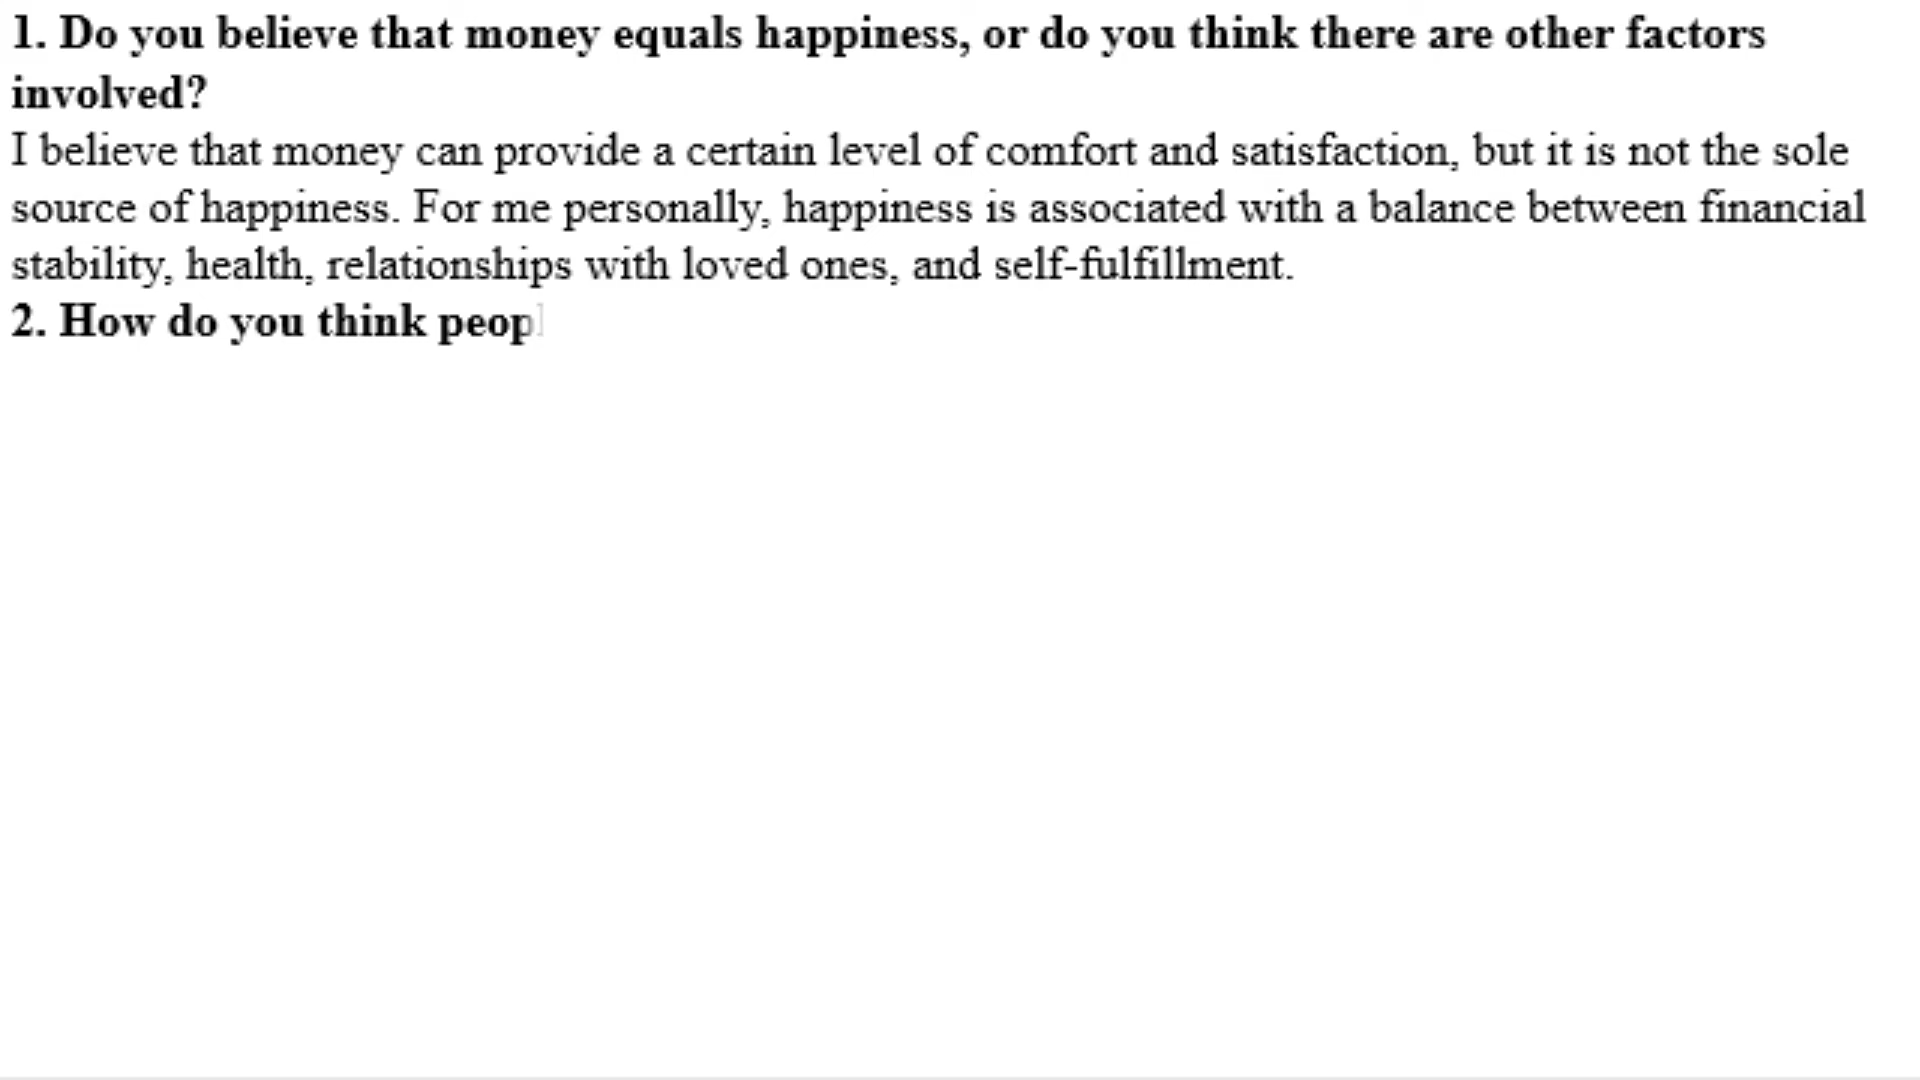 1. Do you believe that money equals happiness, or do you think there are other factors
involved?
I believe that money can provide a certain level of comfort and satisfaction, but it is not the sole
source of happiness. For me personally, happiness is associated with a balance between financial
stability, health, relationships with loved ones, and self-fulfillment.
2. How do you think peop